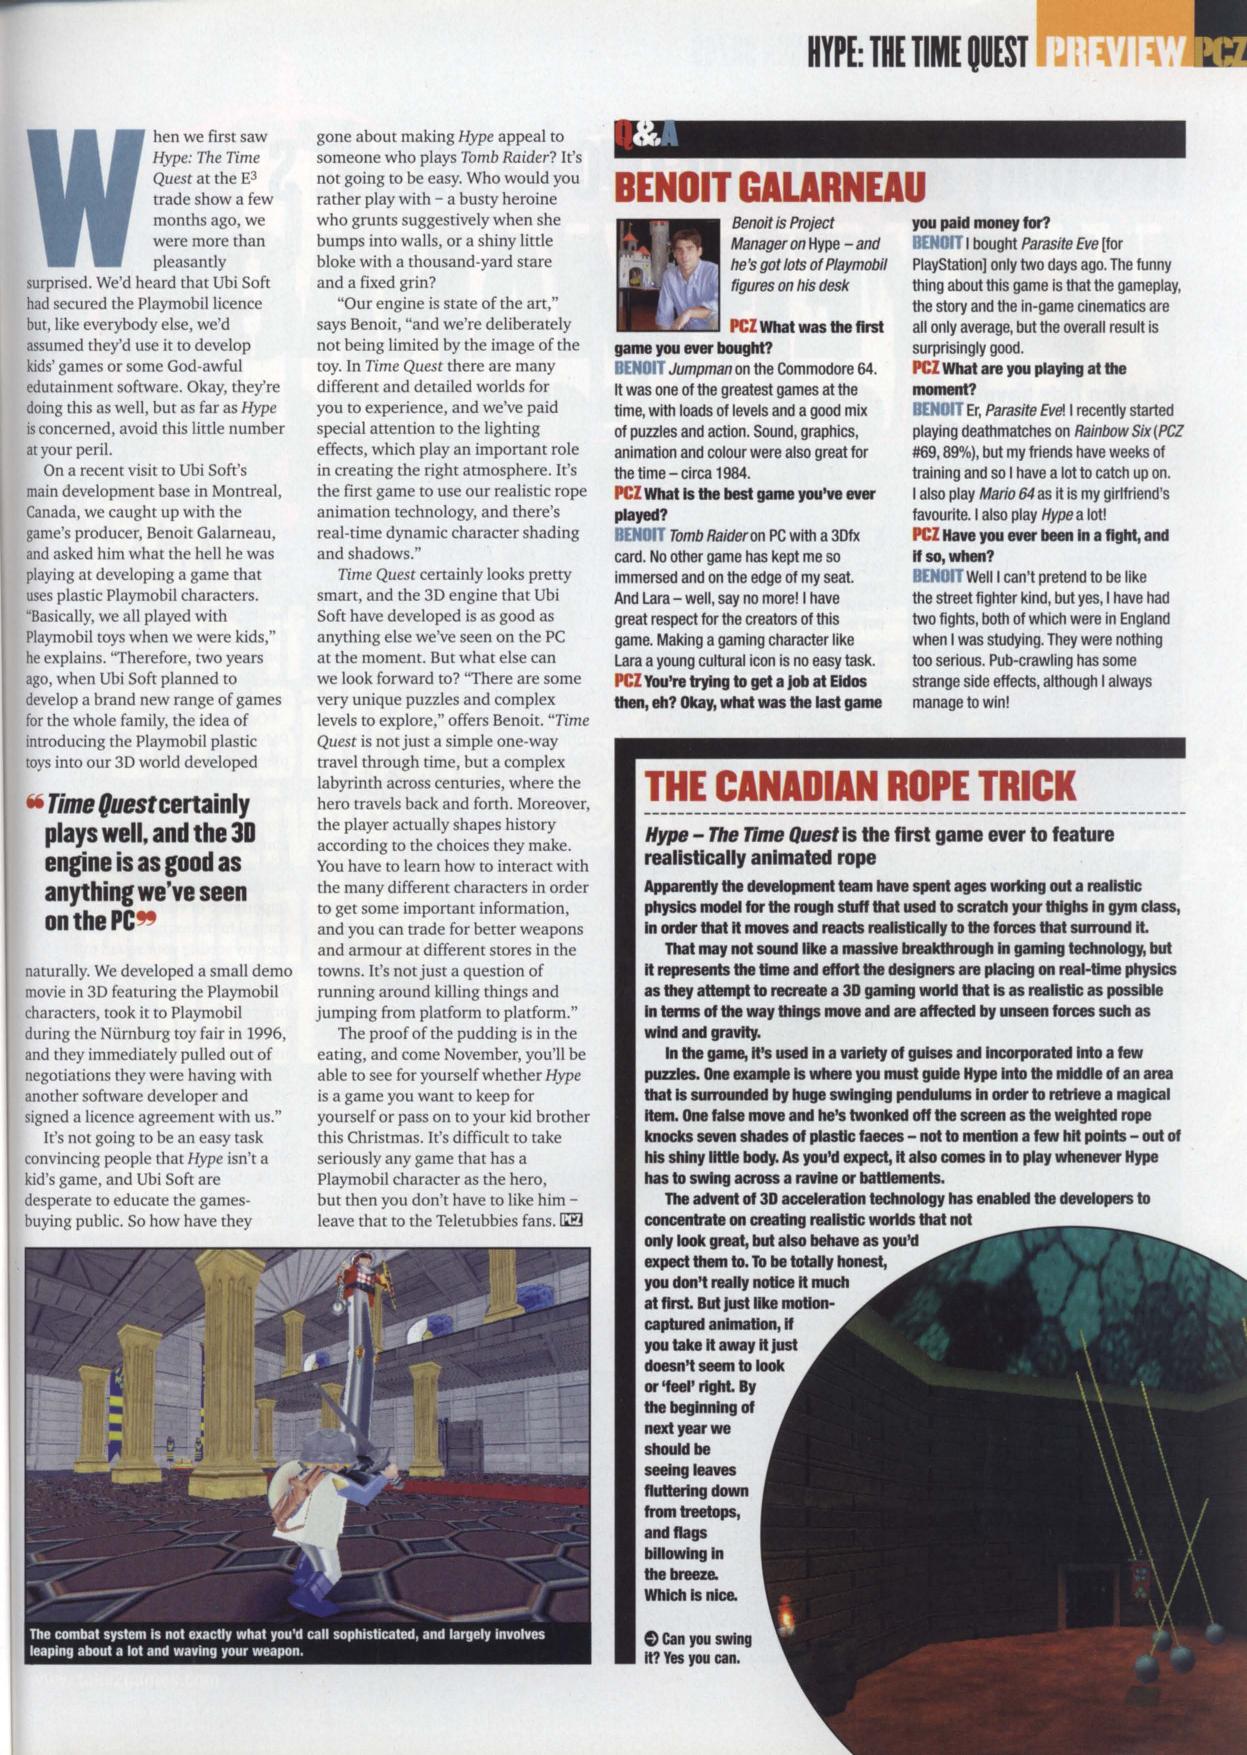 HYPE: THE TIME QUEST PREVIEW PCZ
When we first saw
Hype: The Time
Quest at the E3
trade show a few
months ago, we
were more than
pleasantly
surprised. We'd heard that Ubi Soft
had secured the Playmobil licence
but, like everybody else, we'd
assumed they'd use it to develop
kids' games or some God-awful
edutainment software. Okay, they're
doing this as well, but as far as Hype
is concerned, avoid this little number
at your peril.
On a recent visit to Ubi Soft's
main development base in Montreal,
Canada, we caught up with the
game's producer, Benoit Galarneau,
and asked him what the hell he was
playing at developing a game that
uses plastic Playmobil characters.
“Basically, we all played with
Playmobil toys when we were kids,”
he explains. “Therefore, two years
ago, when Ubi Soft planned to
develop a brand new range of games
for the whole family, the idea of
introducing the Playmobil plastic
toys into our 3D world developed
“Time Quest certainly
plays well, and the 3D
engine is as good as
anything we've seen
on the PC”
naturally. We developed a small demo
movie in 3D featuring the Playmobil
characters, took it to Playmobil
during the Nürnburg toy fair in 1996,
and they immediately pulled out of
negotiations they were having with
another software developer and
signed a licence agreement with us.”
It's not going to be an easy task
convincing people that Hype isn't a
kid's game, and Ubi Soft are
desperate to educate the games-
buying public. So how have they
gone about making Hype appeal to
someone who plays Tomb Raider? It's
not going to be easy. Who would you
rather play with – a busty heroine
who grunts suggestively when she
bumps into walls, or a shiny little
bloke with a thousand-yard stare
and a fixed grin?
“Our engine is state of the art,”
says Benoit, “and we're deliberately
not being limited by the image of the
toy. In Time Quest there are many
different and detailed worlds for
you to experience, and we've paid
special attention to the lighting
effects, which play an important role
in creating the right atmosphere. It's
the first game to use our realistic rope
animation technology, and there's
real-time dynamic character shading
and shadows.”
Time Quest certainly looks pretty
smart, and the 3D engine that Ubi
Soft have developed is as good as
anything else we've seen on the PC
at the moment. But what else can
we look forward to? “There are some
very unique puzzles and complex
levels to explore,” offers Benoit. “Time
Quest is not just a simple one-way
travel through time, but a complex
labyrinth across centuries, where the
hero travels back and forth. Moreover,
the player actually shapes history
according to the choices they make.
You have to learn how to interact with
the many different characters in order
to get some important information,
and you can trade for better weapons
and armour at different stores in the
towns. It's not just a question of
running around killing things and
jumping from platform to platform.”
The proof of the pudding is in the
eating, and come November, you'll be
able to see for yourself whether Hype
is a game you want to keep for
yourself or pass on to your kid brother
this Christmas. It's difficult to take
seriously any game that has a
Playmobil character as the hero,
but then you don't have to like him –
leave that to the Teletubbies fans. PCZ
The combat system is not exactly what you'd call sophisticated, and largely involves
leaping about a lot and waving your weapon.
Q&A
BENOIT GALARNEAU
Benoit is Project
Manager on Hype – and
he's got lots of Playmobil
figures on his desk
PCZ What was the first
game you ever bought?
BENOIT Jumpman on the Commodore 64.
It was one of the greatest games at the
time, with loads of levels and a good mix
of puzzles and action. Sound, graphics,
animation and colour were also great for
the time – circa 1984.
PCZ What is the best game you've ever
played?
BENOIT Tomb Raider on PC with a 3Dfx
card. No other game has kept me so
immersed and on the edge of my seat.
And Lara – well, say no more! I have
great respect for the creators of this
game. Making a gaming character like
Lara a young cultural icon is no easy task.
PCZ You're trying to get a job at Eidos
then, eh? Okay, what was the last game
you paid money for?
BENOIT I bought Parasite Eve [for
PlayStation] only two days ago. The funny
thing about this game is that the gameplay,
the story and the in-game cinematics are
all only average, but the overall result is
surprisingly good.
PCZ What are you playing at the
moment?
BENOIT Er, Parasite Eve! I recently started
playing deathmatches on Rainbow Six (PCZ
#69, 89%), but my friends have weeks of
training and so I have a lot to catch up on.
I also play Mario 64 as it is my girlfriend's
favourite. I also play Hype a lot!
PCZ Have you ever been in a fight, and
if so, when?
BENOIT Well I can't pretend to be like
the street fighter kind, but yes, I have had
two fights, both of which were in England
when I was studying. They were nothing
too serious. Pub-crawling has some
strange side effects, although I always
manage to win!
THE CANADIAN ROPE TRICK
Hype – The Time Quest is the first game ever to feature
realistically animated rope
Apparently the development team have spent ages working out a realistic
physics model for the rough stuff that used to scratch your thighs in gym class,
in order that it moves and reacts realistically to the forces that surround it.
That may not sound like a massive breakthrough in gaming technology, but
it represents the time and effort the designers are placing on real-time physics
as they attempt to recreate a 3D gaming world that is as realistic as possible
in terms of the way things move and are affected by unseen forces such as
wind and gravity.
In the game, it's used in a variety of guises and incorporated into a few
puzzles. One example is where you must guide Hype into the middle of an area
that is surrounded by huge swinging pendulums in order to retrieve a magical
item. One false move and he's twonked off the screen as the weighted rope
knocks seven shades of plastic faeces – not to mention a few hit points – out of
his shiny little body. As you'd expect, it also comes in to play whenever Hype
has to swing across a ravine or battlements.
The advent of 3D acceleration technology has enabled the developers to
concentrate on creating realistic worlds that not
only look great, but also behave as you'd
expect them to. To be totally honest,
you don't really notice it much
at first. But just like motion-
captured animation, if
you take it away it just
doesn't seem to look
or 'feel' right. By
the beginning of
next year we
should be
seeing leaves
fluttering down
from treetops,
and flags
billowing in
the breeze.
Which is nice.
Can you swing
it? Yes you can.